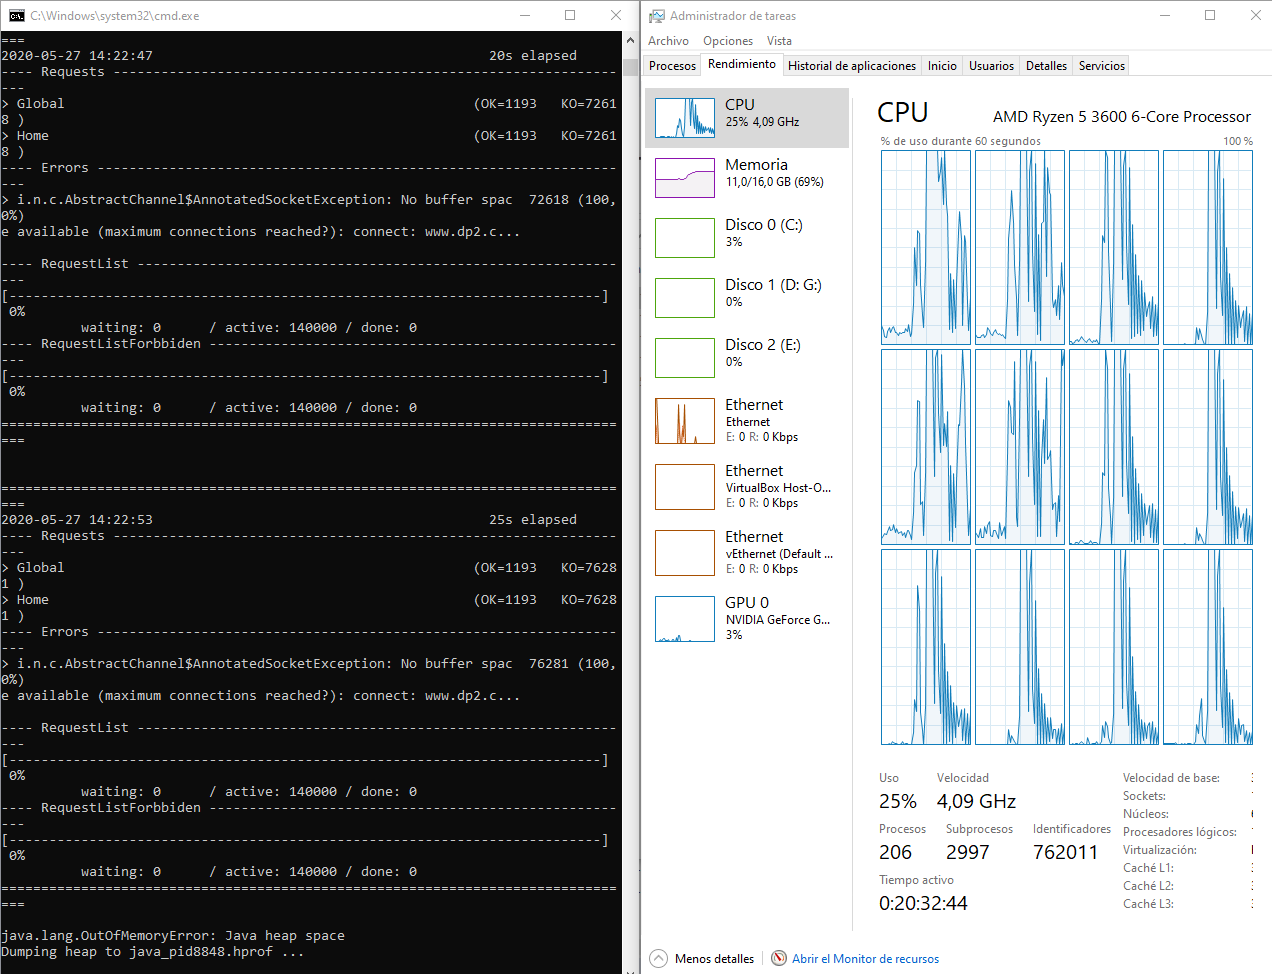 C:\Windows\system32\cmd.exe
===
2020-05-27 14:22:47                                          20s elapsed
---- Requests ---------------------------------------------------------------
---
> Global                                                   (OK=1193   KO=7261
8 )
> Home                                                     (OK=1193   KO=7261
8 )
---- Errors -----------------------------------------------------------------
---
> i.n.c.AbstractChannel$AnnotatedSocketException: No buffer spac  72618 (100,
0%)
e available (maximum connections reached?): connect: www.dp2.c...
---- RequestList ------------------------------------------------------------
---
[--------------------------------------------------------------------------]
0%
waiting: 0      / active: 140000 / done: 0
---- RequestListForbbiden ---------------------------------------------------
---
[--------------------------------------------------------------------------]
0%
waiting: 0      / active: 140000 / done: 0
=============================================================================
===
=============================================================================
===
2020-05-27 14:22:53                                          25s elapsed
---- Requests ---------------------------------------------------------------
---
> Global                                                   (OK=1193   KO=7628
1 )
> Home                                                     (OK=1193   KO=7628
1 )
---- Errors -----------------------------------------------------------------
---
> i.n.c.AbstractChannel$AnnotatedSocketException: No buffer spac  76281 (100,
0%)
e available (maximum connections reached?): connect: www.dp2.c...
---- RequestList ------------------------------------------------------------
---
[--------------------------------------------------------------------------]
0%
waiting: 0      / active: 140000 / done: 0
---- RequestListForbbiden ---------------------------------------------------
---
[--------------------------------------------------------------------------]
0%
waiting: 0      / active: 140000 / done: 0
=============================================================================
===
java.lang.OutOfMemoryError: Java heap space
Dumping heap to java_pid8848.hprof ...
Administrador de tareas
Archivo Opciones Vista
Procesos Rendimiento Historial de aplicaciones Inicio Usuarios Detalles Servicios
CPU
25% 4,09 GHz
Memoria
11,0/16,0 GB (69%)
Disco 0 (C:)
3%
Disco 1 (D: G:)
0%
Disco 2 (E:)
0%
Ethernet
Ethernet
E: 0 R: 0 Kbps
Ethernet
VirtualBox Host-O...
E: 0 R: 0 Kbps
Ethernet
vEthernet (Default ...
E: 0 R: 0 Kbps
GPU 0
NVIDIA GeForce G...
3%
CPU AMD Ryzen 5 3600 6-Core Processor
% de uso durante 60 segundos 100 %
Uso Velocidad
25% 4,09 GHz
Procesos Subprocesos Identificadores
206 2997 762011
Tiempo activo
0:20:32:44
Velocidad de base:
Sockets:
Núcleos:
Procesadores lógicos:
Virtualización:
Caché L1:
Caché L2:
Caché L3:
Menos detalles Abrir el Monitor de recursos